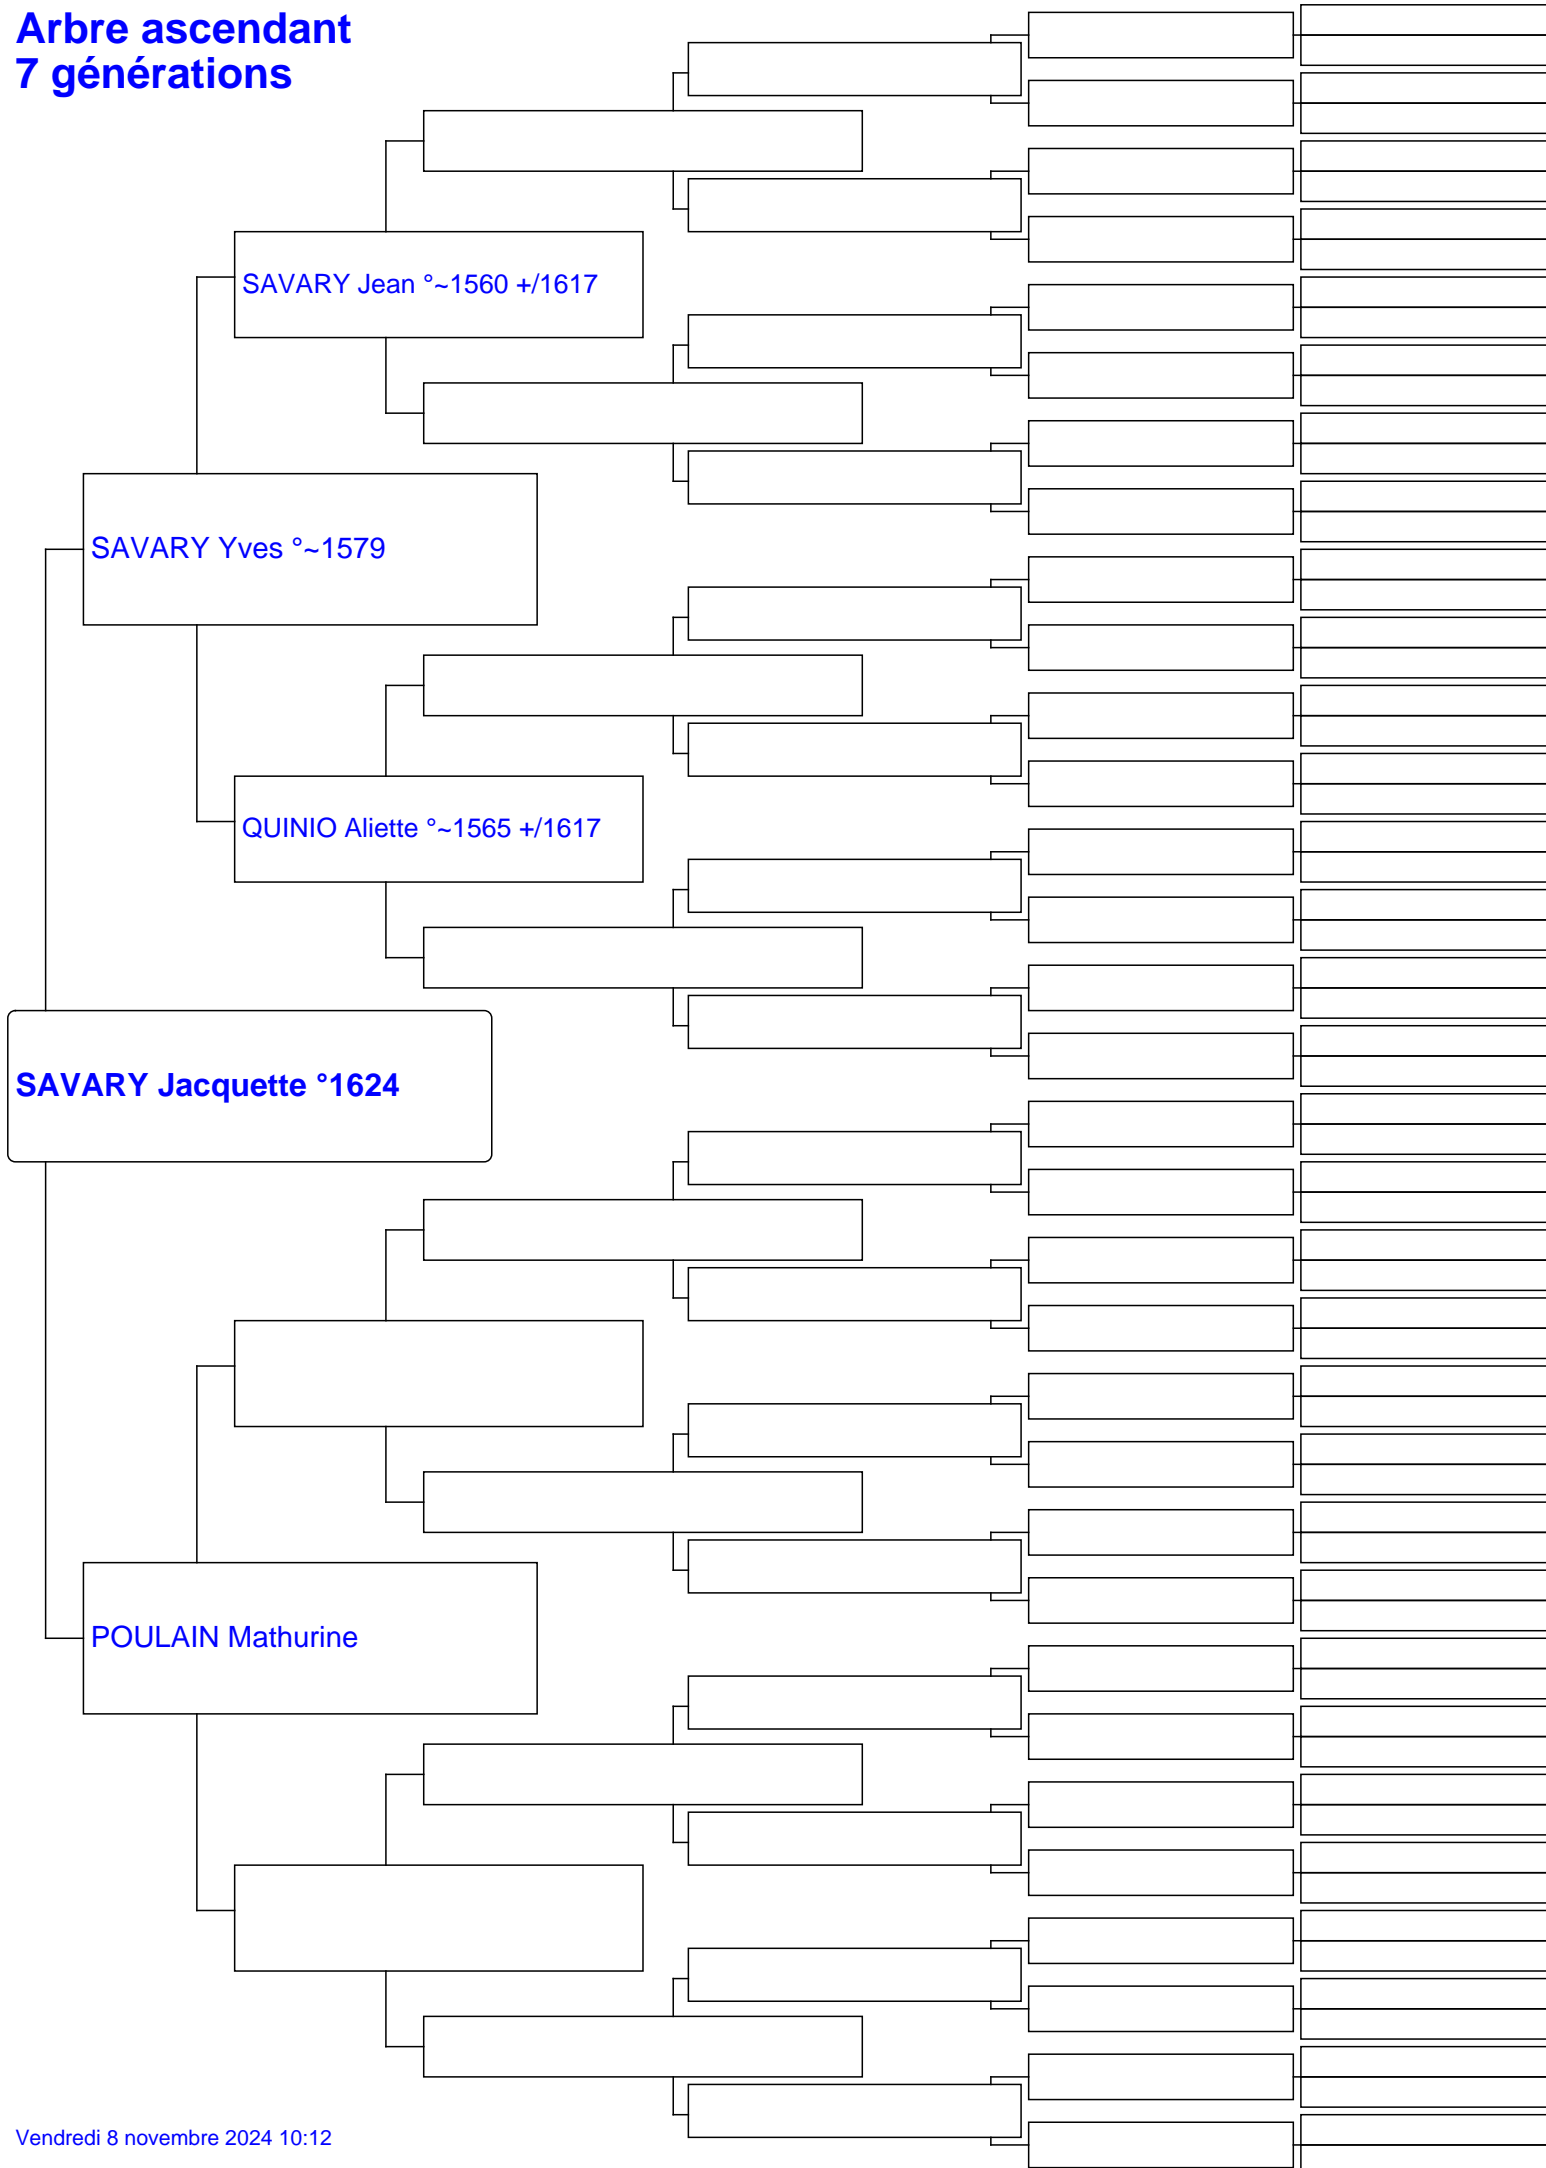 Arbre ascendant
7 générations
SAVARY Jean °~1560 +/1617
SAVARY Yves °~1579
QUINIO Aliette °~1565 +/1617
SAVARY Jacquette °1624
POULAIN Mathurine
Vendredi 8 novembre 2024 10:12